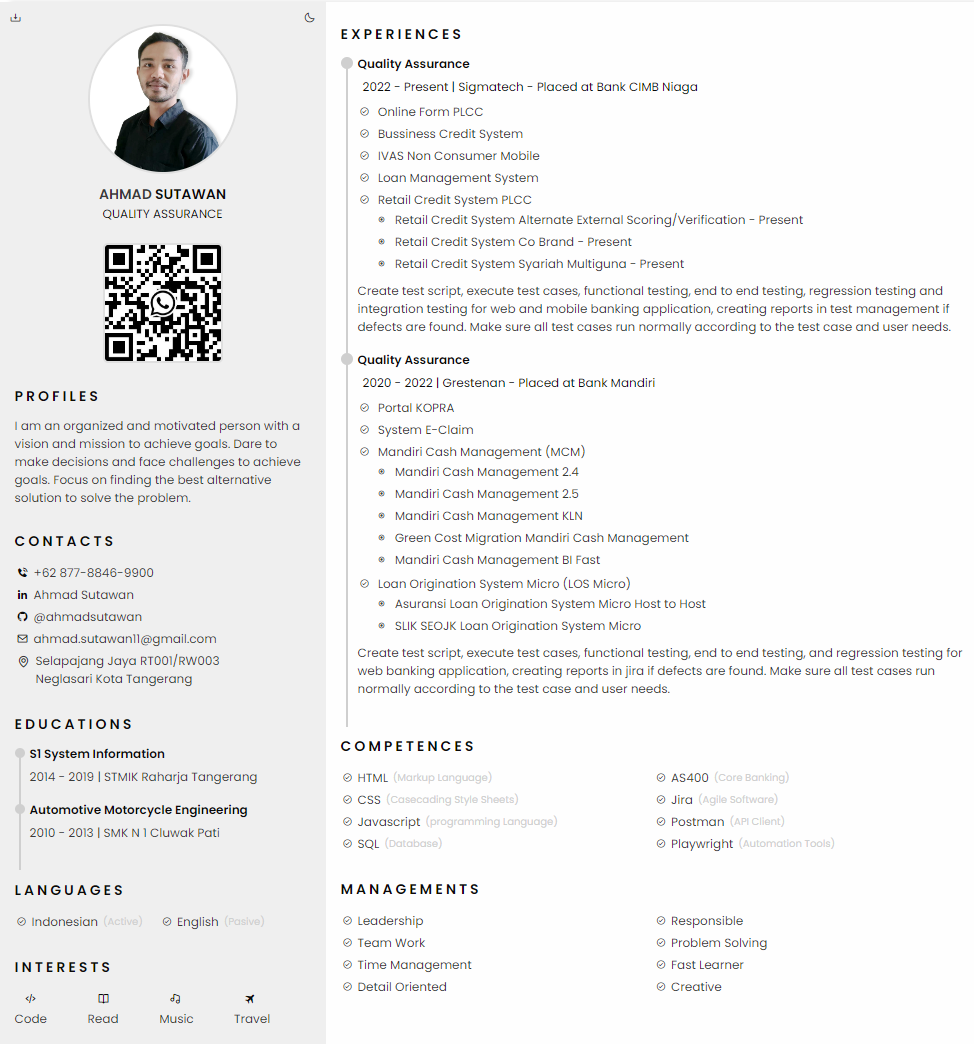 AHMAD SUTAWAN
QUALITY ASSURANCE
PROFILES
I am an organized and motivated person with a
vision and mission to achieve goals. Dare to
make decisions and face challenges to achieve
goals. Focus on finding the best alternative
solution to solve the problem.
CONTACTS
+62 877-8846-9900
Ahmad Sutawan
@ahmadsutawan
ahmad.sutawan11@gmail.com
Selapajang Jaya RT001/RW003
Neglasari Kota Tangerang
EDUCATIONS
S1 System Information
2014 - 2019 | STMIK Raharja Tangerang
Automotive Motorcycle Engineering
2010 - 2013 | SMK N 1 Cluwak Pati
LANGUAGES
Indonesian (Active) English (Pasive)
INTERESTS
Code Read Music Travel
EXPERIENCES
Quality Assurance
2022 - Present | Sigmatech - Placed at Bank CIMB Niaga
Online Form PLCC
Bussiness Credit System
IVAS Non Consumer Mobile
Loan Management System
Retail Credit System PLCC
Retail Credit System Alternate External Scoring/Verification - Present
Retail Credit System Co Brand - Present
Retail Credit System Syariah Multiguna - Present
Create test script, execute test cases, functional testing, end to end testing, regression testing and
integration testing for web and mobile banking application, creating reports in test management if
defects are found. Make sure all test cases run normally according to the test case and user needs.
Quality Assurance
2020 - 2022 | Grestenan - Placed at Bank Mandiri
Portal KOPRA
System E-Claim
Mandiri Cash Management (MCM)
Mandiri Cash Management 2.4
Mandiri Cash Management 2.5
Mandiri Cash Management KLN
Green Cost Migration Mandiri Cash Management
Mandiri Cash Management BI Fast
Loan Origination System Micro (LOS Micro)
Asuransi Loan Origination System Micro Host to Host
SLIK SEOJK Loan Origination System Micro
Create test script, execute test cases, functional testing, end to end testing, and regression testing for
web banking application, creating reports in jira if defects are found. Make sure all test cases run
normally according to the test case and user needs.
COMPETENCES
HTML (Markup Language) AS400 (Core Banking)
CSS (Casecading Style Sheets) Jira (Agile Software)
Javascript (programming Language) Postman (API Client)
SQL (Database) Playwright (Automation Tools)
MANAGEMENTS
Leadership Responsible
Team Work Problem Solving
Time Management Fast Learner
Detail Oriented Creative